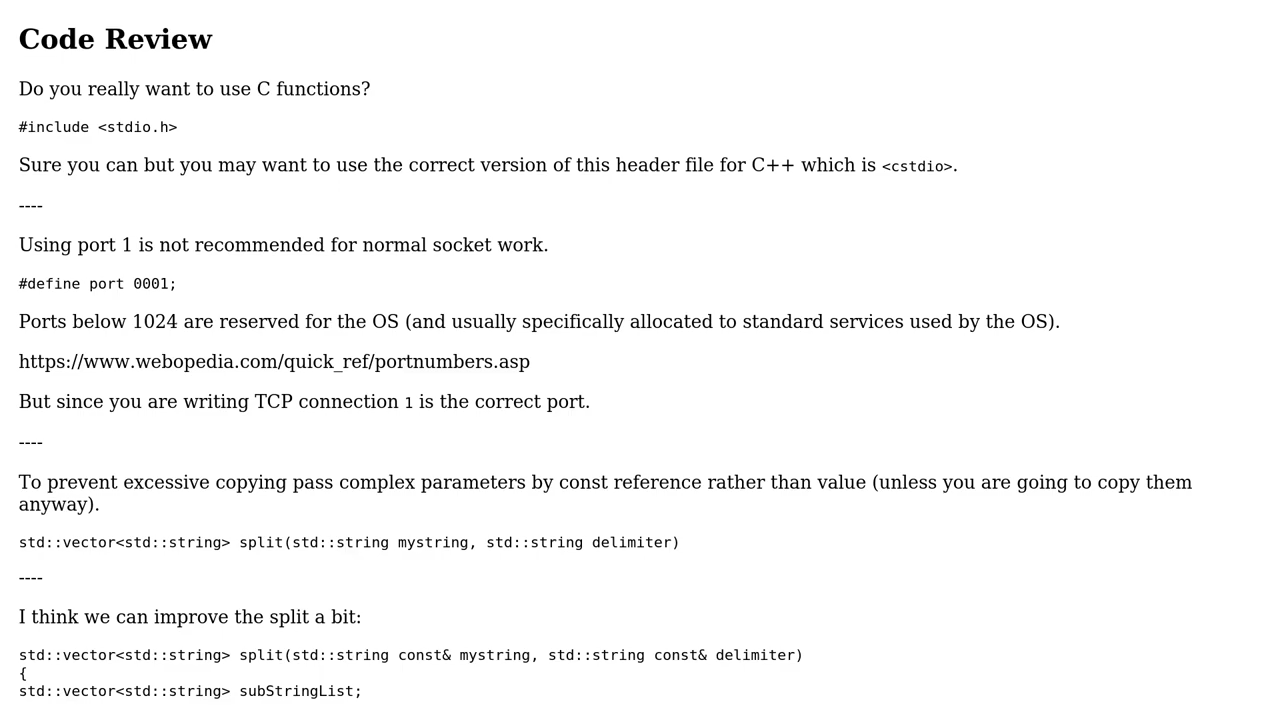 Code Review
Do you really want to use C functions?
#include <stdio.h>
Sure you can but you may want to use the correct version of this header file for C++ which is <cstdio>.
----
Using port 1 is not recommended for normal socket work.
#define port 0001;
Ports below 1024 are reserved for the OS (and usually specifically allocated to standard services used by the OS).
https://www.webopedia.com/quick_ref/portnumbers.asp
But since you are writing TCP connection 1 is the correct port.
----
To prevent excessive copying pass complex parameters by const reference rather than value (unless you are going to copy them
anyway).
std::vector<std::string> split(std::string mystring, std::string delimiter)
----
I think we can improve the split a bit:
std::vector<std::string> split(std::string const& mystring, std::string const& delimiter)
{
std::vector<std::string> subStringList;